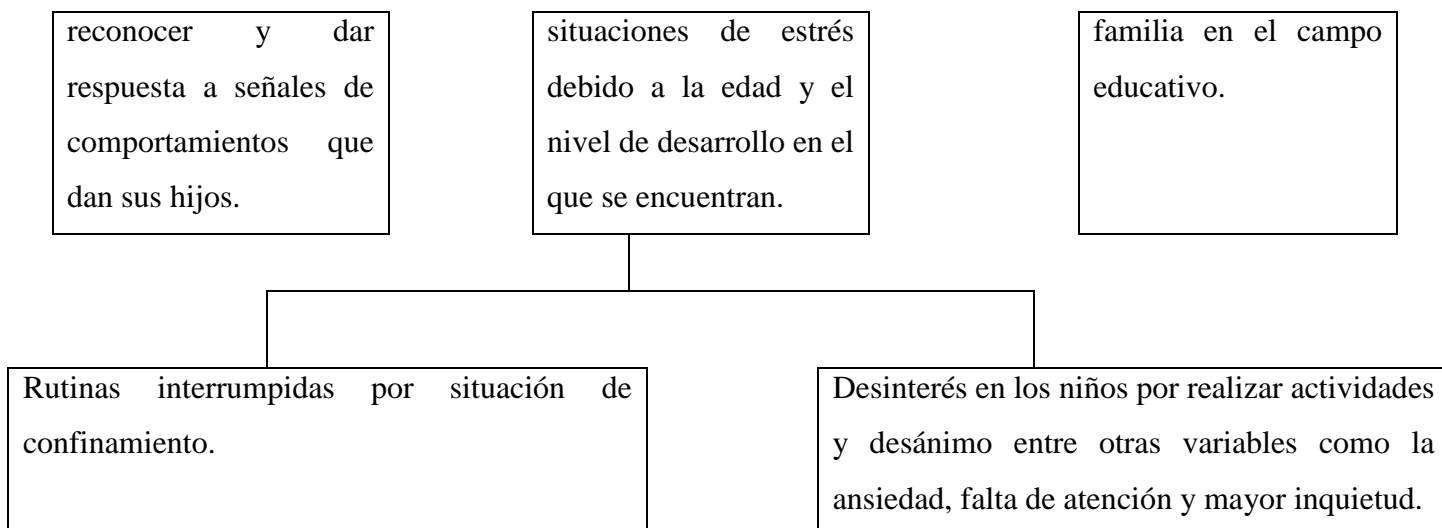 reconocer y dar
respuesta a señales de
comportamientos que
dan sus hijos.
situaciones de estrés
debido a la edad y el
nivel de desarrollo en el
que se encuentran.
familia en el campo
educativo.
Rutinas interrumpidas por situación de
confinamiento.
Desinterés en los niños por realizar actividades
y desánimo entre otras variables como la
ansiedad, falta de atención y mayor inquietud.